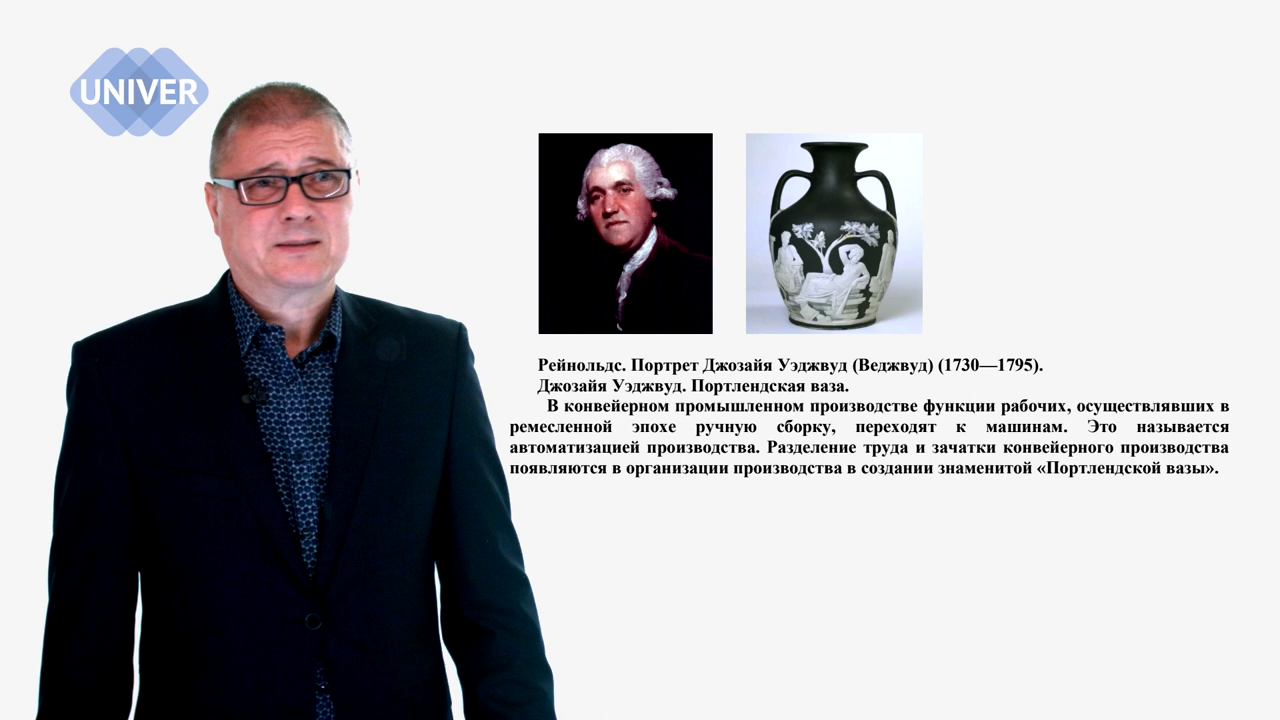 UNIVER
Рейнольдс. Портрет Джозайя Уэджвуд (Веджвуд) (1730—1795).
Джозайя Уэджвуд. Портлендская ваза.
В конвейерном промышленном производстве функции рабочих, осуществлявших в
ремесленной эпохе ручную сборку, переходят к машинам. Это называется
автоматизацией производства. Разделение труда и зачатки конвейерного производства
появляются в организации производства в создании знаменитой «Портлендской вазы».